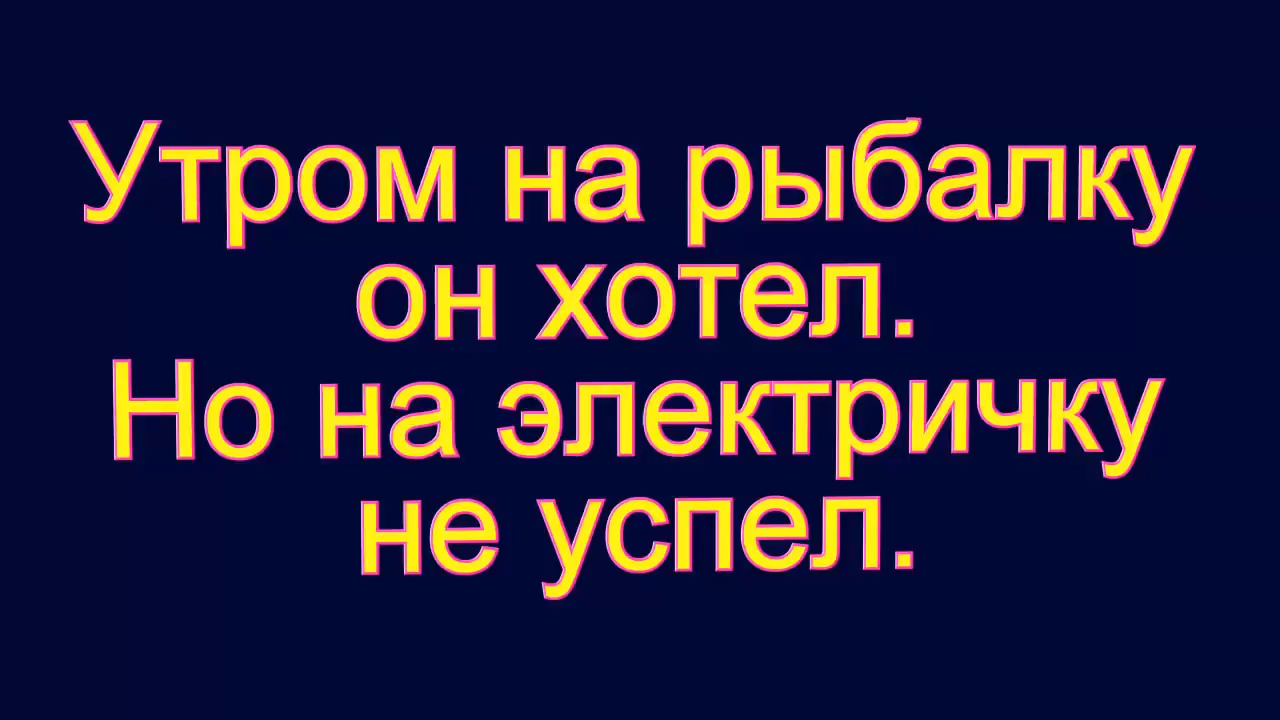 Утром на рыбалку
он хотел.
Но на электричку
не успел.